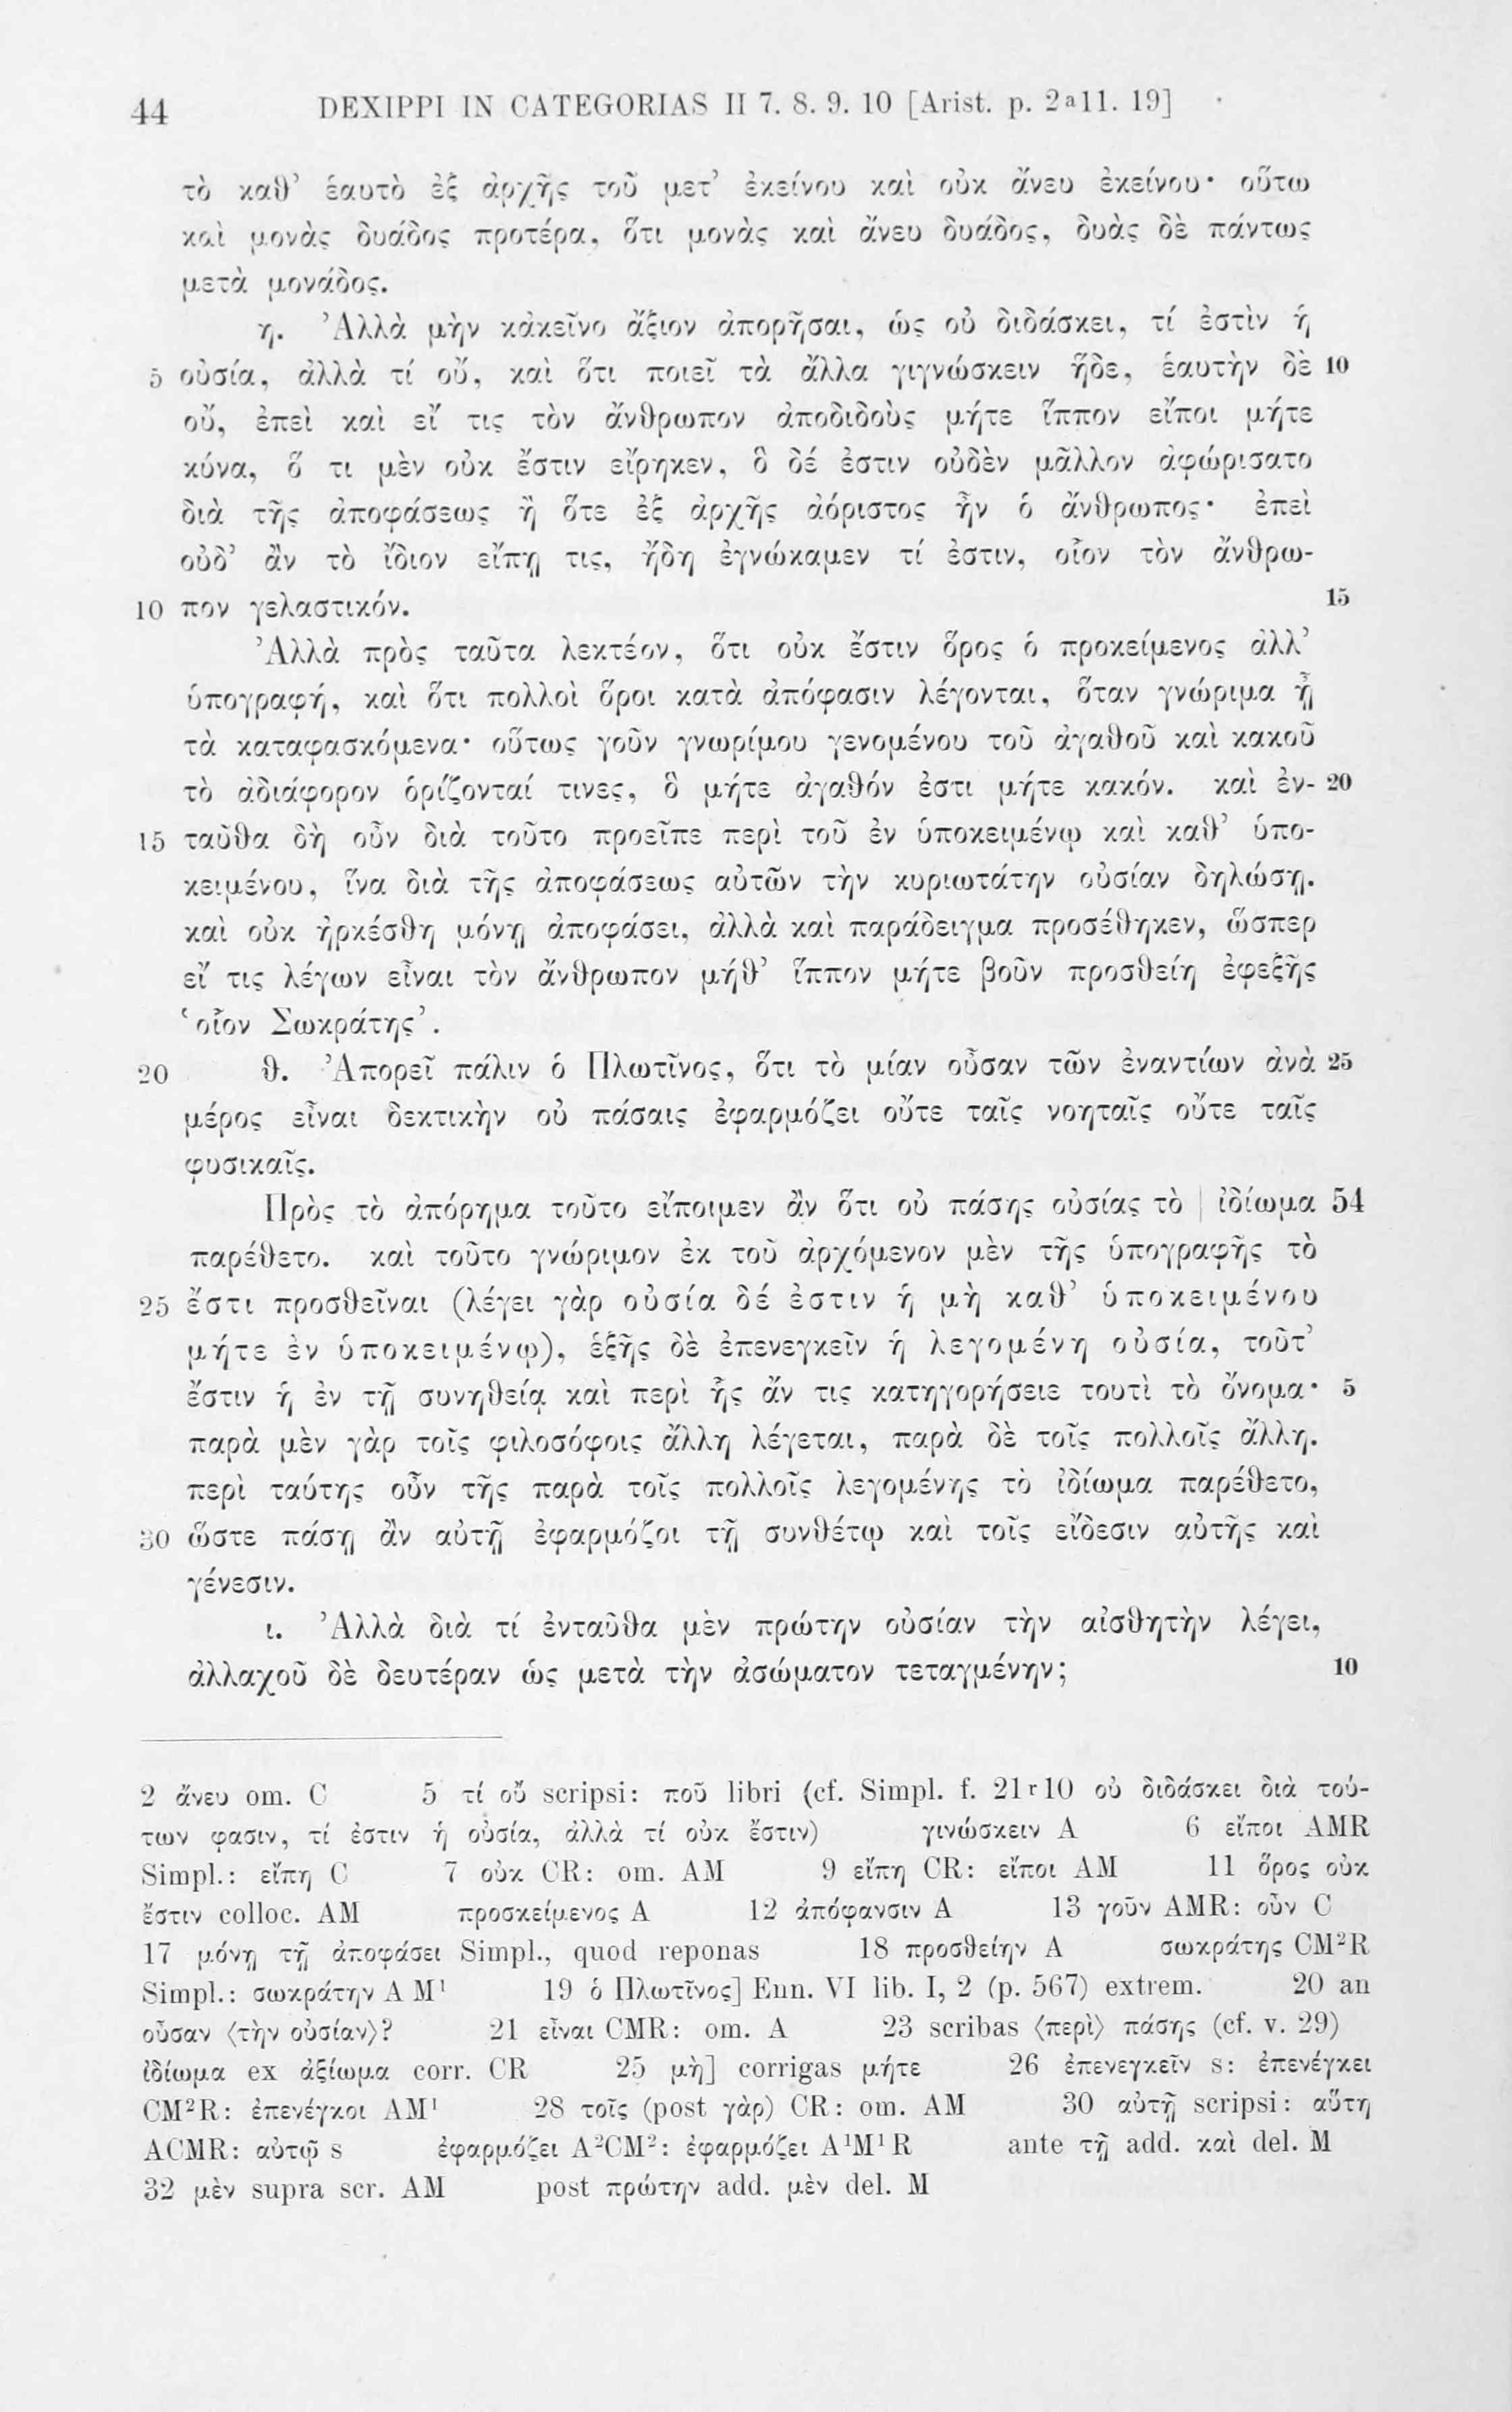 44 DEXIPPI IN CATEGORIAS II 7. 8. 9. 10 [Arist. p. 2a11. 19]
τὸ καθ’ ἑαυτὸ ἐξ ἀρχῆς τοῦ μετ’ ἐκείνου καὶ οὐκ ἄνευ ἐκείνου· οὕτω
καὶ μονὰς δυάδος προτέρα, ὅτι μονὰς καὶ ἄνευ δυάδος, δυὰς δὲ πάντως
μετὰ μονάδος.
η. Ἀλλὰ μὴν κἀκεῖνο ἄξιον ἀπορῆσαι, ὡς οὐ διδάσκει, τί ἐστὶν ἡ
5 οὐσία, ἀλλὰ τί οὔ, καὶ ὅτι ποιεῖ τὰ ἄλλα γιγνώσκειν ἥδε, ἑαυτὴν δὲ 10
οὔ, ἐπεὶ καὶ εἴ τις τὸν ἄνθρωπον ἀποδιδοὺς μήτε ἵππον εἴποι μήτε
κύνα, ὅ τι μὲν οὐκ ἔστιν εἴρηκεν, ὃ δέ ἐστιν οὐδὲν μᾶλλον ἀφώρισατο
διὰ τῆς ἀποφάσεως ἢ ὅτε ἐξ ἀρχῆς ἀόριστος ἦν ὁ ἄνθρωπος· ἐπεὶ
οὐδ’ ἂν τὸ ἴδιον εἴπῃ τις, ἤδη ἐγνώκαμεν τί ἐστιν, οἷον τὸν ἄνθρω-
10 πον γελαστικόν. 15
Ἀλλὰ πρὸς ταῦτα λεκτέον, ὅτι οὐκ ἔστιν ὅρος ὁ προκείμενος ἀλλ’
ὑπογραφή, καὶ ὅτι πολλοὶ ὅροι κατὰ ἀπόφασιν λέγονται, ὅταν γνώριμα ᾖ
τὰ καταφασκόμενα· οὕτως γοῦν γνωρίμου γενομένου τοῦ ἀγαθοῦ καὶ κακοῦ
τὸ ἀδιάφορον ὁρίζονταί τινες, ὃ μήτε ἀγαθόν ἐστι μήτε κακόν. καὶ ἐν- 20
15 ταῦθα δὴ οὖν διὰ τοῦτο προεῖπε περὶ τοῦ ἐν ὑποκειμένῳ καὶ καθ’ ὑπο-
κειμένου, ἵνα διὰ τῆς ἀποφάσεως αὐτῶν τὴν κυριωτάτην οὐσίαν δηλώσῃ.
καὶ οὐκ ἠρκέσθη μόνῃ ἀποφάσει, ἀλλὰ καὶ παράδειγμα προσέθηκεν, ὥσπερ
εἴ τις λέγων εἶναι τὸν ἄνθρωπον μήθ’ ἵππον μήτε βοῦν προσθείη ἐφεξῆς
‘οἷον Σωκράτης’.
20 θ. Ἀπορεῖ πάλιν ὁ Πλωτῖνος, ὅτι τὸ μίαν οὖσαν τῶν ἐναντίων ἀνὰ 25
μέρος εἶναι δεκτικὴν οὐ πάσαις ἐφαρμόζει οὔτε ταῖς νοηταῖς οὔτε ταῖς
φυσικαῖς.
Πρὸς τὸ ἀπόρημα τοῦτο εἴποιμεν ἂν ὅτι οὐ πάσης οὐσίας τὸ | ἰδίωμα 54
παρέθετο. καὶ τοῦτο γνώριμον ἐκ τοῦ ἀρχόμενον μὲν τῆς ὑπογραφῆς τὸ
25 ἔστι προσθεῖναι (λέγει γὰρ οὐσία δέ ἐστιν ἡ μὴ καθ’ ὑποκειμένου
μήτε ἐν ὑποκειμένῳ), ἑξῆς δὲ ἐπενεγκεῖν ἡ λεγομένη οὐσία, τοῦτ’
ἔστιν ἡ ἐν τῇ συνηθείᾳ καὶ περὶ ἧς ἄν τις κατηγορήσειε τουτὶ τὸ ὄνομα· 5
παρὰ μὲν γὰρ τοῖς φιλοσόφοις ἄλλη λέγεται, παρὰ δὲ τοῖς πολλοῖς ἄλλη.
περὶ ταύτης οὖν τῆς παρὰ τοῖς πολλοῖς λεγομένης τὸ ἰδίωμα παρέθετο,
30 ὥστε πάσῃ ἂν αὐτῇ ἐφαρμόζοι τῇ συνθέτῳ καὶ τοῖς εἴδεσιν αὐτῆς καὶ
γένεσιν.
ι. Ἀλλὰ διὰ τί ἐνταῦθα μὲν πρώτην οὐσίαν τὴν αἰσθητὴν λέγει,
ἀλλαχοῦ δὲ δευτέραν ὡς μετὰ τὴν ἀσώματον τεταγμένην; 10
2 ἄνευ om. C 5 τί οὔ scripsi: ποῦ libri (cf. Simpl. f. 21r10 οὐ διδάσκει διὰ τού-
των φασιν, τί ἐστιν ἡ οὐσία, ἀλλὰ τί οὐκ ἔστιν) γινώσκειν A 6 εἴποι AMR
Simpl.: εἴπη C 7 οὐκ CR: om. AM 9 εἴπη CR: εἴποι AM 11 ὅρος οὐκ
ἔστιν colloc. AM προσκείμενος A 12 ἀπόφανσιν A 13 γοῦν AMR: οὖν C
17 μόνῃ τῇ ἀποφάσει Simpl., quod reponas 18 προσθείην A σωκράτης CM²R
Simpl.: σωκράτην A M¹ 19 ὁ Πλωτῖνος] Enn. VI lib. I, 2 (p. 567) extrem. 20 an
οὖσαν ⟨τὴν οὐσίαν⟩? 21 εἶναι CMR: om. A 23 scribas ⟨περὶ⟩ πάσης (cf. v. 29)
ἰδίωμα ex ἀξίωμα corr. CR 25 μὴ] corrigas μήτε 26 ἐπενεγκεῖν s: ἐπενέγκει
CM²R: ἐπενέγκοι AM¹ 28 τοῖς (post γὰρ) CR: om. AM 30 αὐτῇ scripsi: αὕτη
ACMR: αὐτῷ s ἐφαρμόζει A²CM²: ἐφαρμόζει A¹M¹R ante τῇ add. καὶ del. M
32 μὲν supra scr. AM post πρώτην add. μὲν del. M